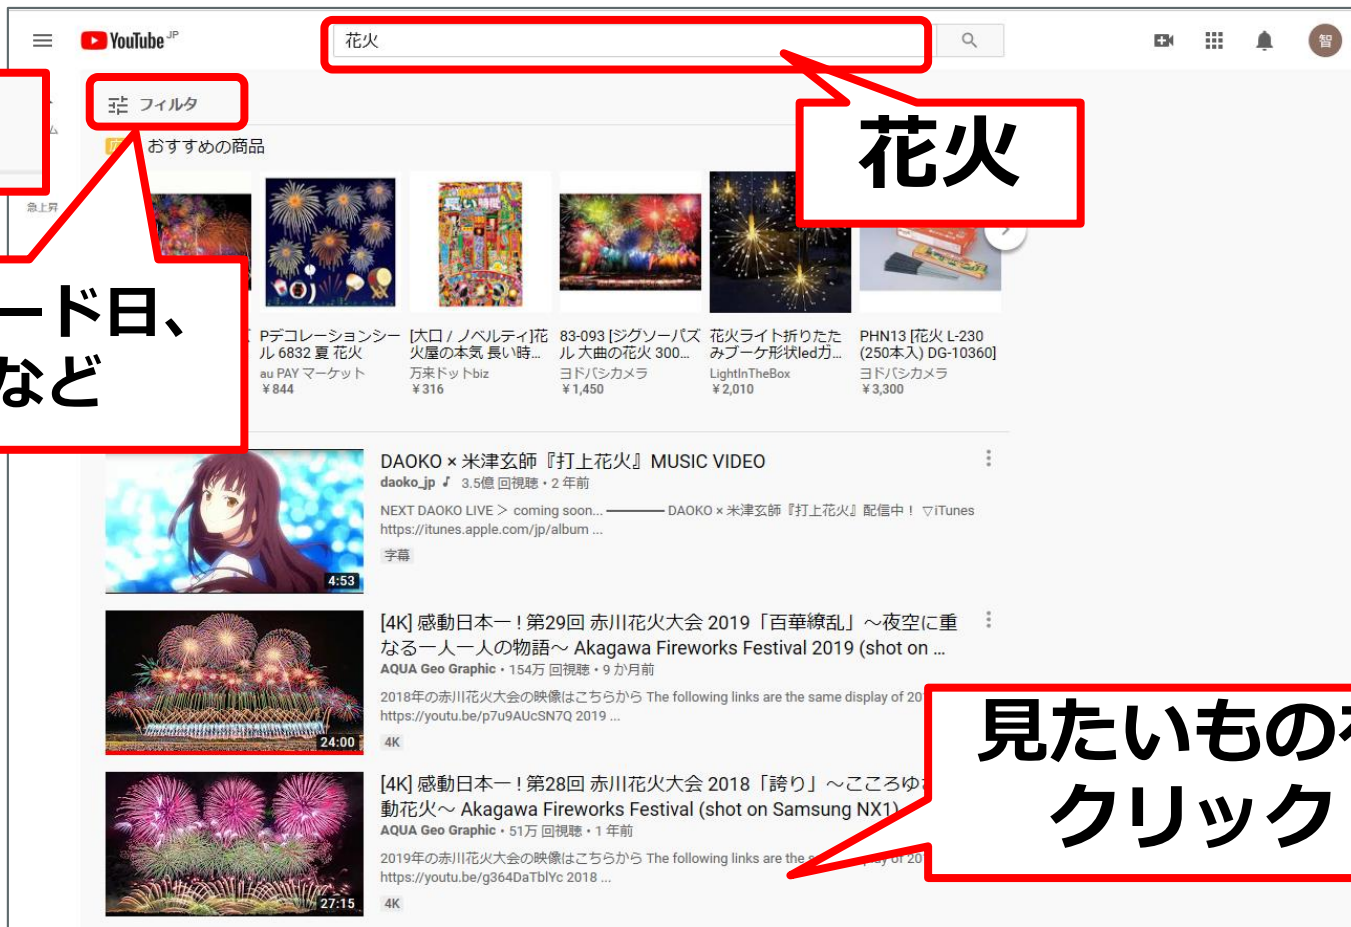 YouTube JP
花火
智
フィルタ
おすすめの商品
花火
急上昇
ード日、
など
Pデコレーションシー
ル 6832 夏 花火
au PAY マーケット
¥844
[大口 / ノベルティ]花
火屋の本気 長い時...
万来ドットbiz
¥316
83-093 [ジグソーパズ
ル 大曲の花火 300...
ヨドバシカメラ
¥1,450
花火ライト折りたた
みブーケ形状ledガ...
LightInTheBox
¥2,010
PHN13 [花火 L-230
(250本入) DG-10360]
ヨドバシカメラ
¥3,300
DAOKO × 米津玄師『打上花火』MUSIC VIDEO
daoko_jp 3.5億 回視聴・2 年前
NEXT DAOKO LIVE > coming soon... ———— DAOKO × 米津玄師『打上花火』配信中！ ▽iTunes
https://itunes.apple.com/jp/album ...
字幕
4:53
[4K] 感動日本一！第29回 赤川花火大会 2019「百華繚乱」～夜空に重
なる一人一人の物語～ Akagawa Fireworks Festival 2019 (shot on ...
AQUA Geo Graphic・154万 回視聴・9 か月前
2018年の赤川花火大会の映像はこちらから The following links are the same display of
https://youtu.be/p7u9AUcSN7Q 2019 ...
4K
24:00
見たいもの
クリック
[4K] 感動日本一！第28回 赤川花火大会 2018「誇り」～こころゆ
動花火～ Akagawa Fireworks Festival (shot on Samsung NX1)
AQUA Geo Graphic・51万 回視聴・1 年前
2019年の赤川花火大会の映像はこちらから The following links are the
https://youtu.be/g364DaTblYc 2018 ...
4K
27:15